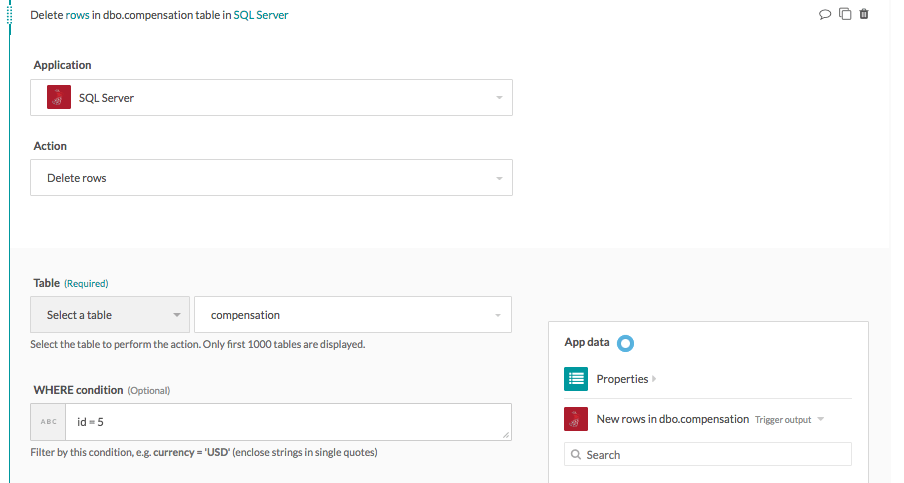 Delete rows in dbo.compensation table in SQL Server
Application
SQL Server
Action
Delete rows
Table (Required)
Select a table
compensation
Select the table to perform the action. Only first 1000 tables are displayed.
WHERE condition (Optional)
ABC
id = 5
Filter by this condition, e.g. currency = 'USD' (enclose strings in single quotes)
App data
Properties
New rows in dbo.compensation Trigger output
Search